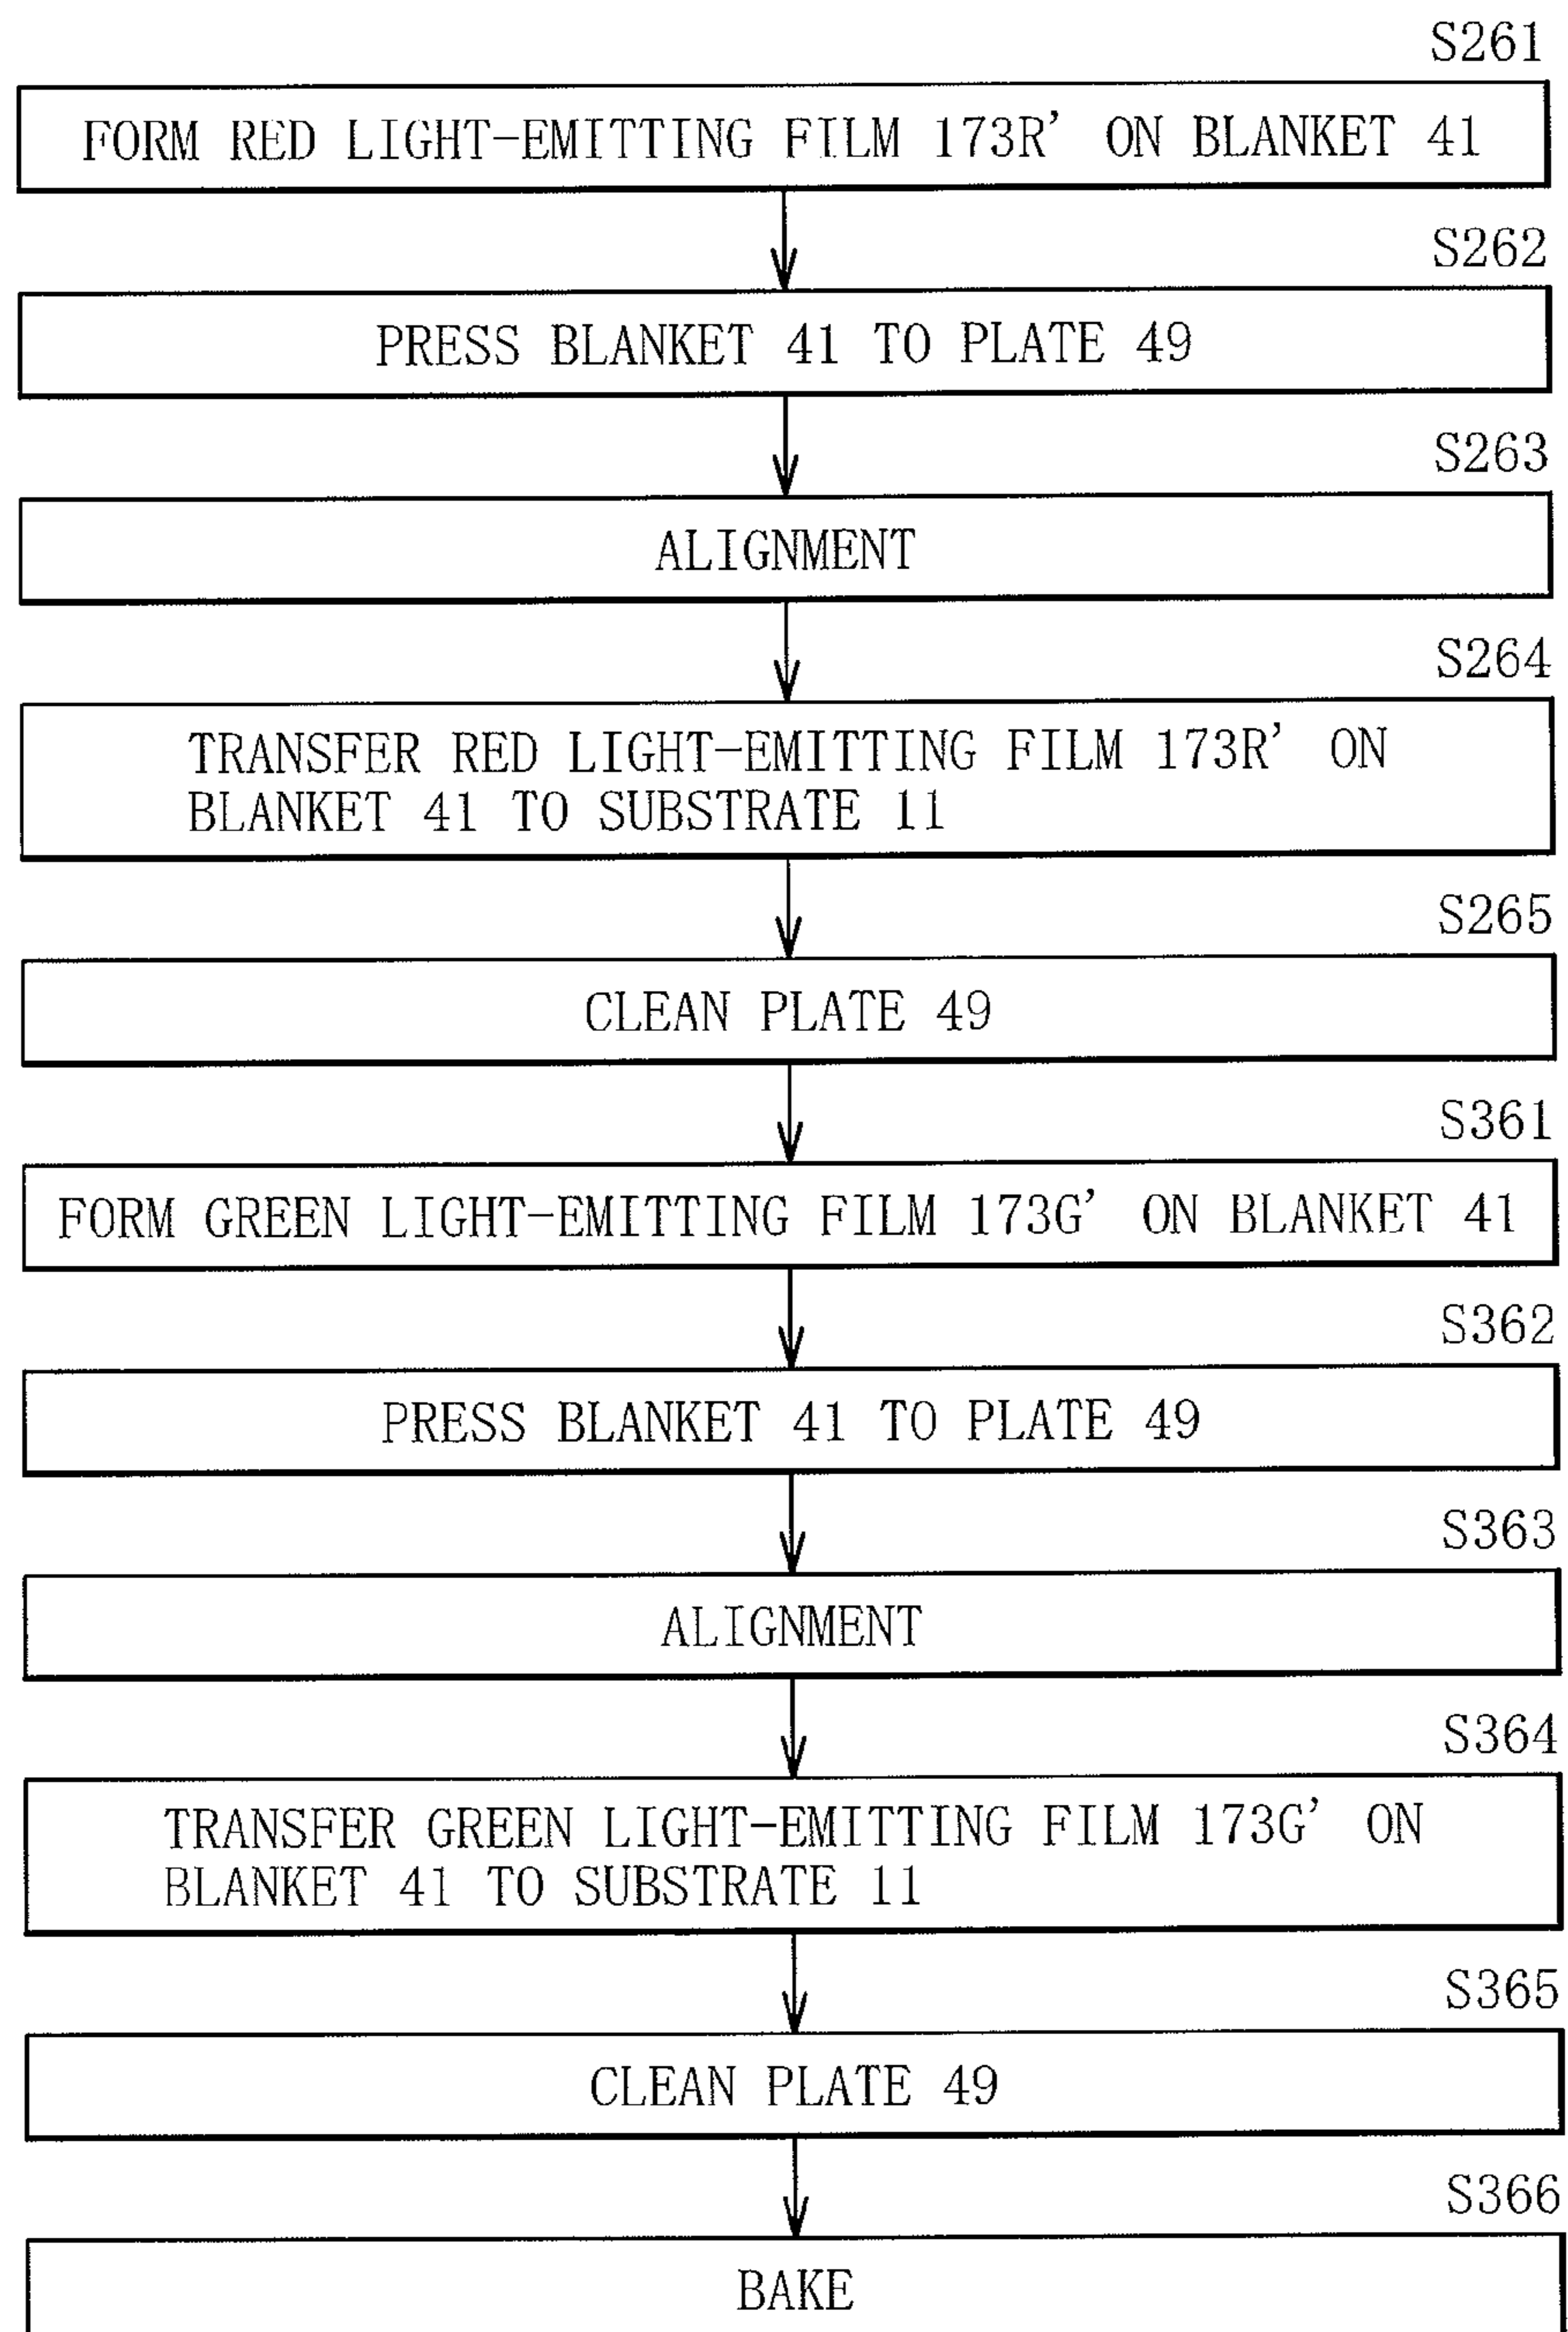 S261
FORM RED LIGHT-EMITTING FILM 173R' ON BLANKET 41
S262
PRESS BLANKET 41 TO PLATE 49
S263
ALIGNMENT
S264
TRANSFER RED LIGHT-EMITTING FILM 173R' ON
BLANKET 41 TO SUBSTRATE 11
S265
CLEAN PLATE 49
S361
FORM GREEN LIGHT-EMITTING FILM 173G' ON BLANKET 41
S362
PRESS BLANKET 41 TO PLATE 49
S363
ALIGNMENT
S364
TRANSFER GREEN LIGHT-EMITTING FILM 173G' ON
BLANKET 41 TO SUBSTRATE 11
S365
CLEAN PLATE 49
S366
BAKE